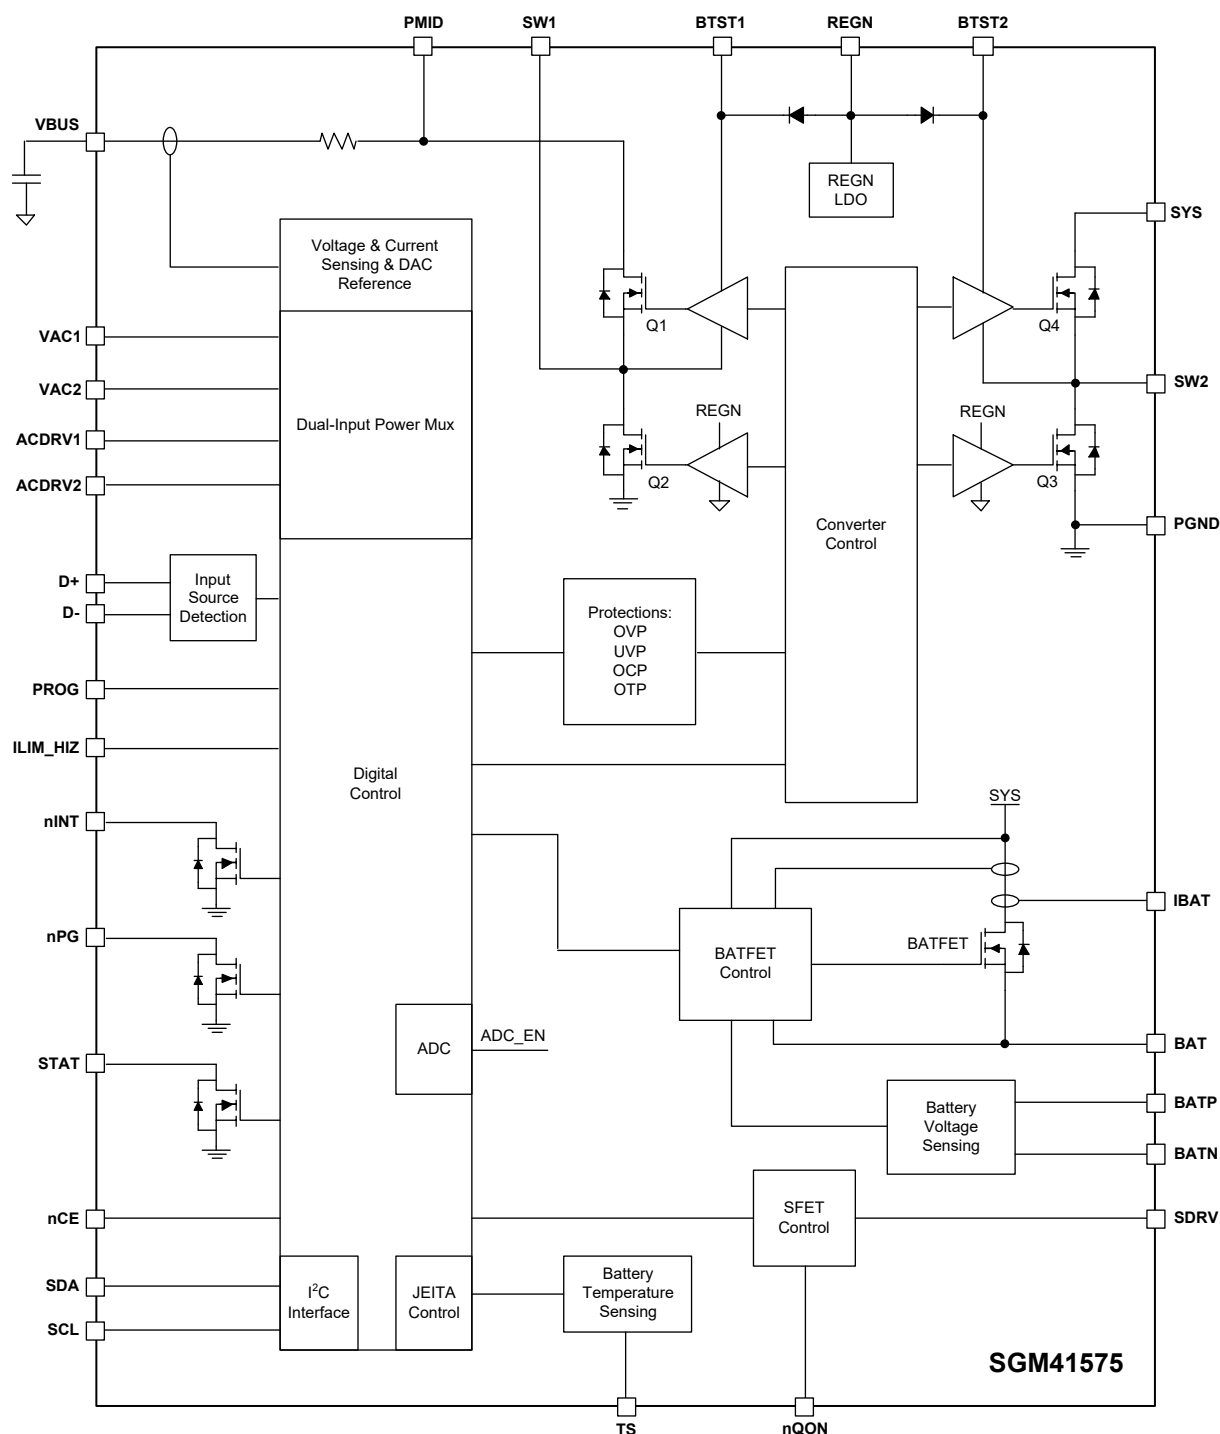 PMID
SW1
BTST1
REGN
BTST2
VBUS
REGN
LDO
SYS
Voltage & Current
Sensing & DAC
Reference
Q1
Q4
VAC1
VAC2
SW2
Dual-Input Power Mux
REGN
REGN
ACDRV1
ACDRV2
Q2
Q3
Converter
Control
PGND
D+
D-
Input
Source
Detection
Protections:
OVP
UVP
OCP
OTP
PROG
ILIM_HIZ
Digital
Control
SYS
nINT
IBAT
nPG
BATFET
Control
BATFET
ADC
ADC_EN
BAT
STAT
Battery
Voltage
Sensing
BATP
BATN
nCE
SFET
Control
SDRV
SDA
SCL
I²C
Interface
JEITA
Control
Battery
Temperature
Sensing
SGM41575
TS
nQON